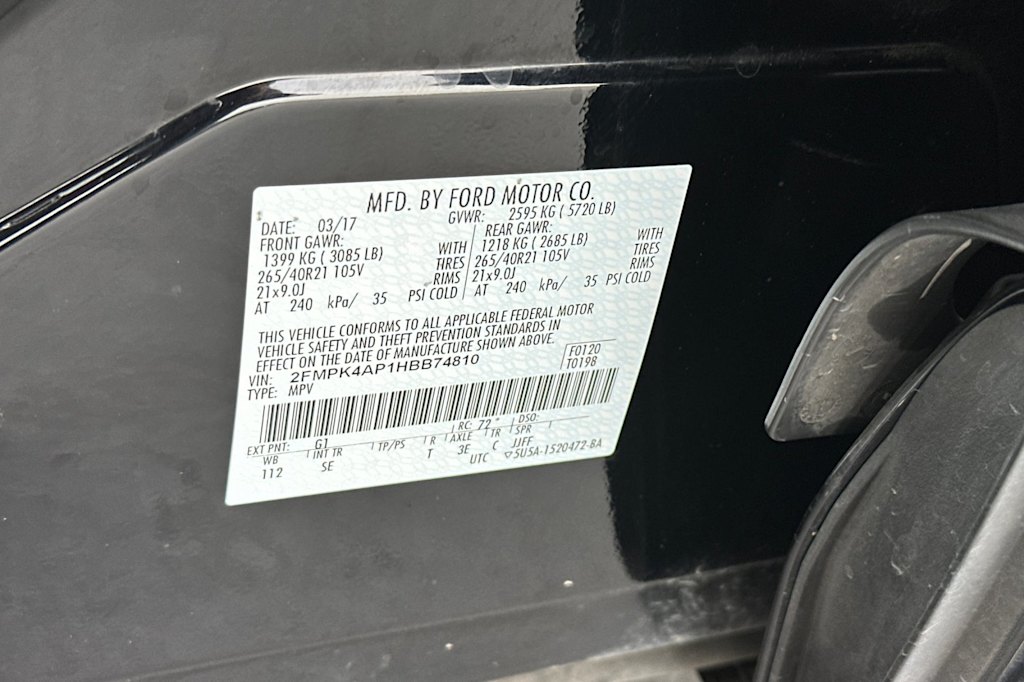 MFD. BY FORD MOTOR CO.
DATE: 03/17 GVWR: 2595 KG ( 5720 LB)
FRONT GAWR: REAR GAWR:
1399 KG ( 3085 LB) WITH 1218 KG ( 2685 LB) WITH
265/40R21 105V TIRES 265/40R21 105V TIRES
21x9.0J RIMS 21x9.0J RIMS
AT 240 kPa/ 35 PSI COLD AT 240 kPa/ 35 PSI COLD
THIS VEHICLE CONFORMS TO ALL APPLICABLE FEDERAL MOTOR
VEHICLE SAFETY AND THEFT PREVENTION STANDARDS IN
EFFECT ON THE DATE OF MANUFACTURE SHOWN ABOVE.
VIN: 2FMPK4AP1HBB74810 F0120
TYPE: MPV T0198
EXT PNT: G1 RC: 72 DSO:
WB INT TR TP/PS R AXLE TR SPR
112 SE T 3E C JJFF
UTC ▽5U5A-1520472-BA